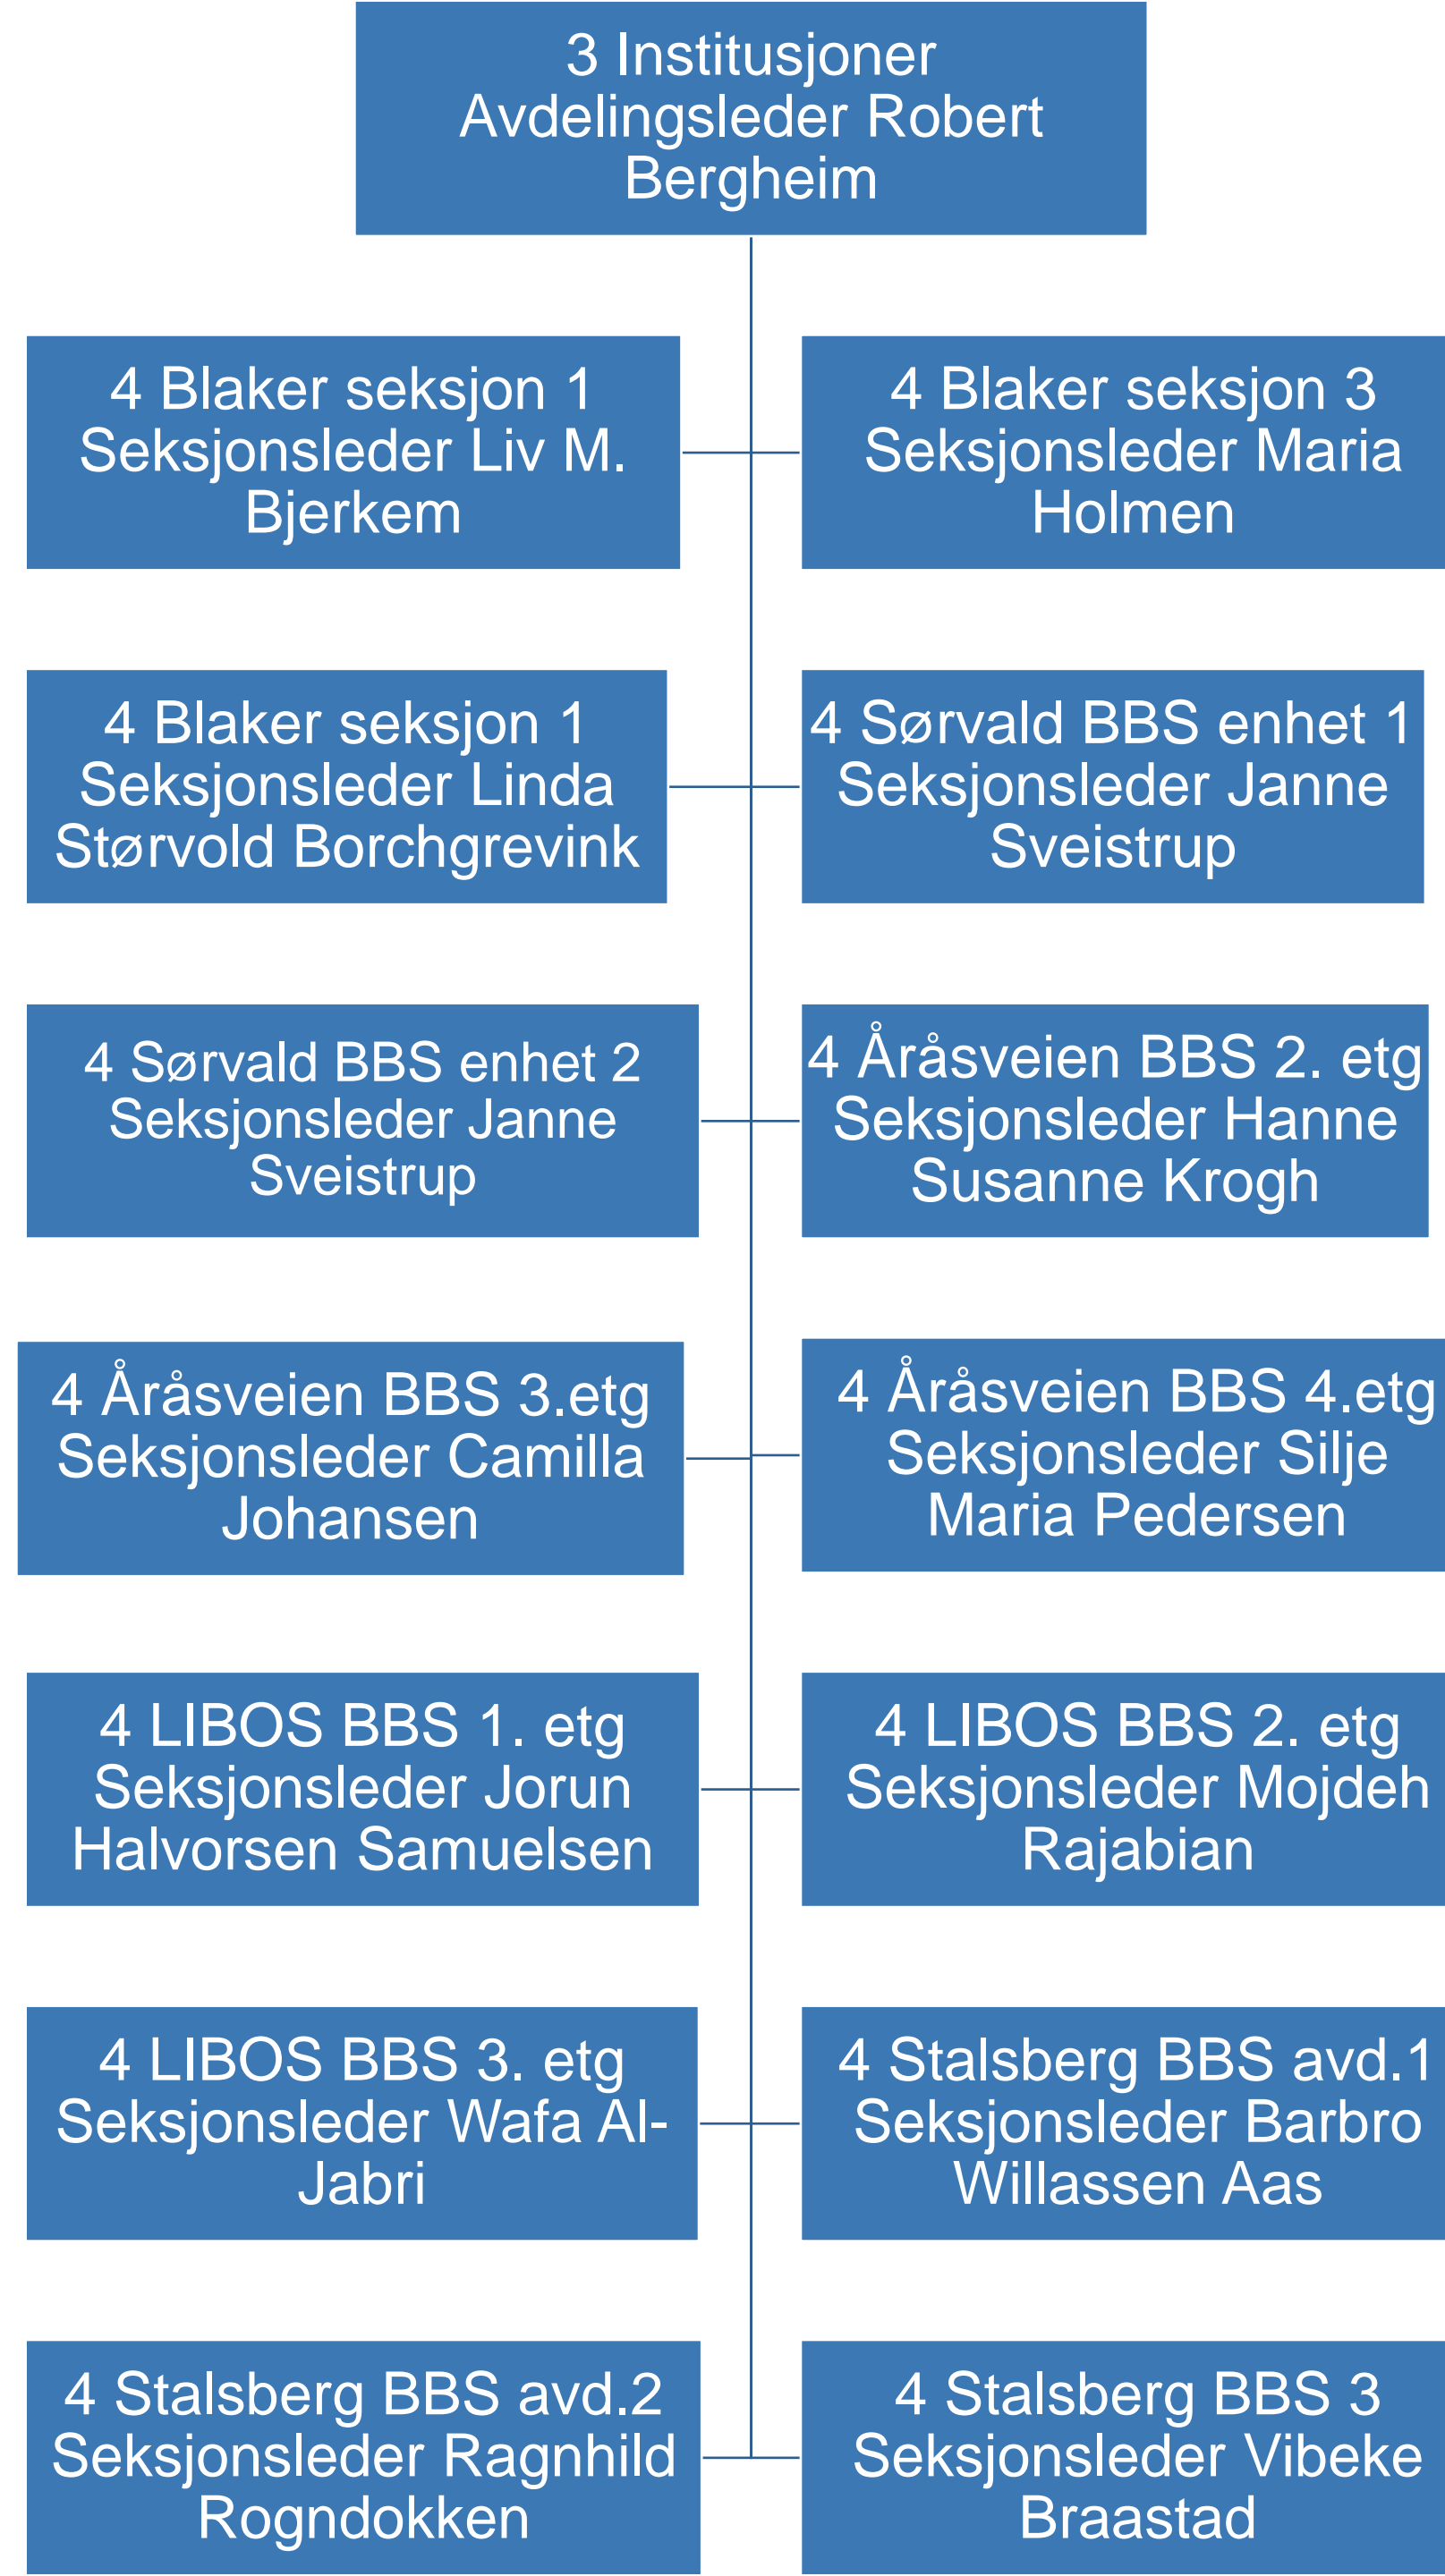 3 Institusjoner
Avdelingsleder Robert
Bergheim
4 Blaker seksjon 1
Seksjonsleder Liv M.
Bjerkem
4 Blaker seksjon 3
Seksjonsleder Maria
Holmen
4 Blaker seksjon 1
Seksjonsleder Linda
Størvold Borchgrevink
4 Sørvald BBS enhet 1
Seksjonsleder Janne
Sveistrup
4 Sørvald BBS enhet 2
Seksjonsleder Janne
Sveistrup
4 Åråsveien BBS 2. etg
Seksjonsleder Hanne
Susanne Krogh
4 Åråsveien BBS 3.etg
Seksjonsleder Camilla
Johansen
4 Åråsveien BBS 4.etg
Seksjonsleder Silje
Maria Pedersen
4 LIBOS BBS 1. etg
Seksjonsleder Jorun
Halvorsen Samuelsen
4 LIBOS BBS 2. etg
Seksjonsleder Mojdeh
Rajabian
4 LIBOS BBS 3. etg
Seksjonsleder Wafa Al-
Jabri
4 Stalsberg BBS avd.1
Seksjonsleder Barbro
Willassen Aas
4 Stalsberg BBS avd.2
Seksjonsleder Ragnhild
Rogndokken
4 Stalsberg BBS 3
Seksjonsleder Vibeke
Braastad